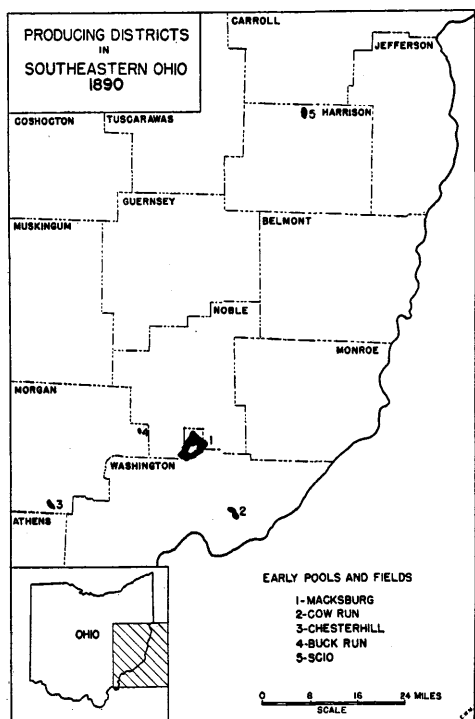 PRODUCING DISTRICTS
IN
SOUTHEASTERN OHIO
1890
CARROLL
JEFFERSON
5 HARRISON
COSHOCTON
TUSCARAWAS
GUERNSEY
MUSKINGUM
BELMONT
NOBLE
MONROE
MORGAN
4
1
WASHINGTON
3
2
ATHENS
OHIO
EARLY POOLS AND FIELDS
1-MACKSBURG
2-COW RUN
3-CHESTERHILL
4-BUCK RUN
5-SCIO
0 8 16 24 MILES
SCALE